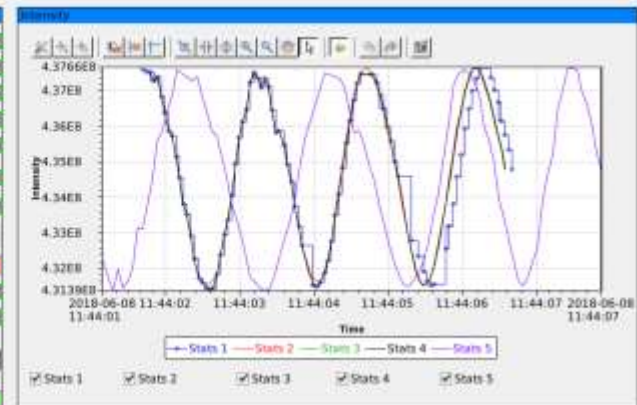 Intensity
4.3766E8
4.37E8
4.36E8
4.35E8
4.34E8
4.33E8
4.32E8
4.3139E8
Intensity
2018-06-08 11:44:02 11:44:03 11:44:04 11:44:05 11:44:06 11:44:07 2018-06-08
11:44:01 11:44:07
Time
Stats 1 Stats 2 Stats 3 Stats 4 Stats 5
Stats 1 Stats 2 Stats 3 Stats 4 Stats 5